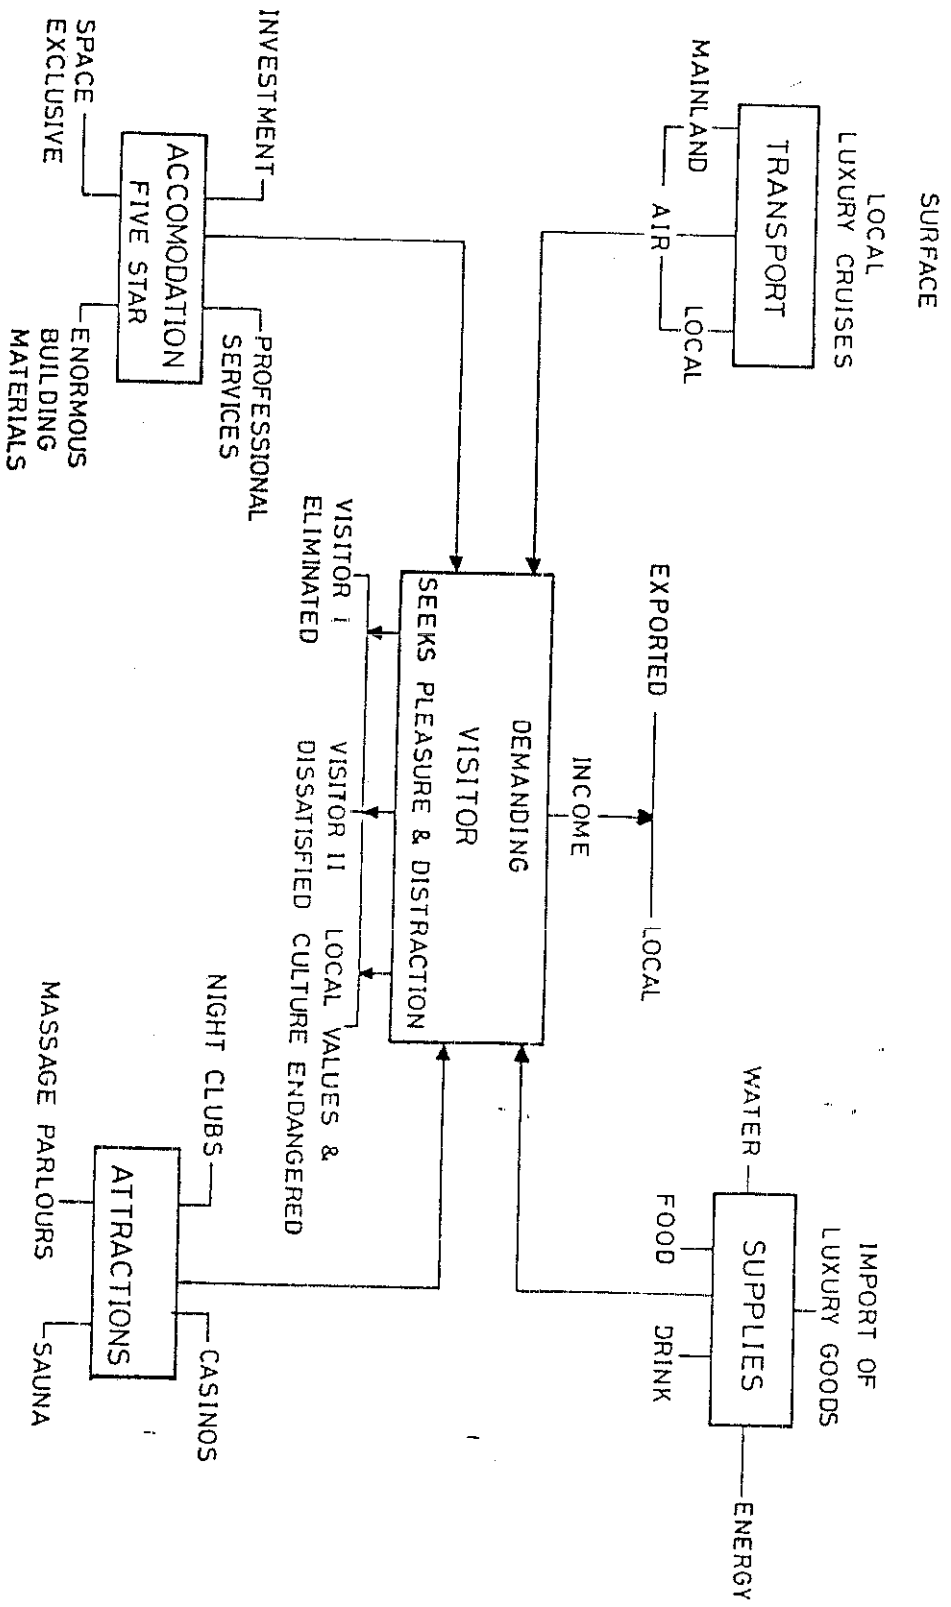 SURFACE
LOCAL
LUXURY CRUISES
TRANSPORT
MAINLAND
AIR
LOCAL
IMPORT OF
LUXURY GOODS
WATER
SUPPLIES
ENERGY
FOOD
DRINK
EXPORTED
LOCAL
INCOME
DEMANDING
VISITOR
SEEKS PLEASURE & DISTRACTION
VISITOR I
ELIMINATED
VISITOR II
DISSATISFIED
LOCAL VALUES &
CULTURE ENDANGERED
INVESTMENT
PROFESSIONAL
SERVICES
ACCOMODATION
FIVE STAR
SPACE
EXCLUSIVE
ENORMOUS
BUILDING
MATERIALS
NIGHT CLUBS
CASINOS
ATTRACTIONS
MASSAGE PARLOURS
SAUNA